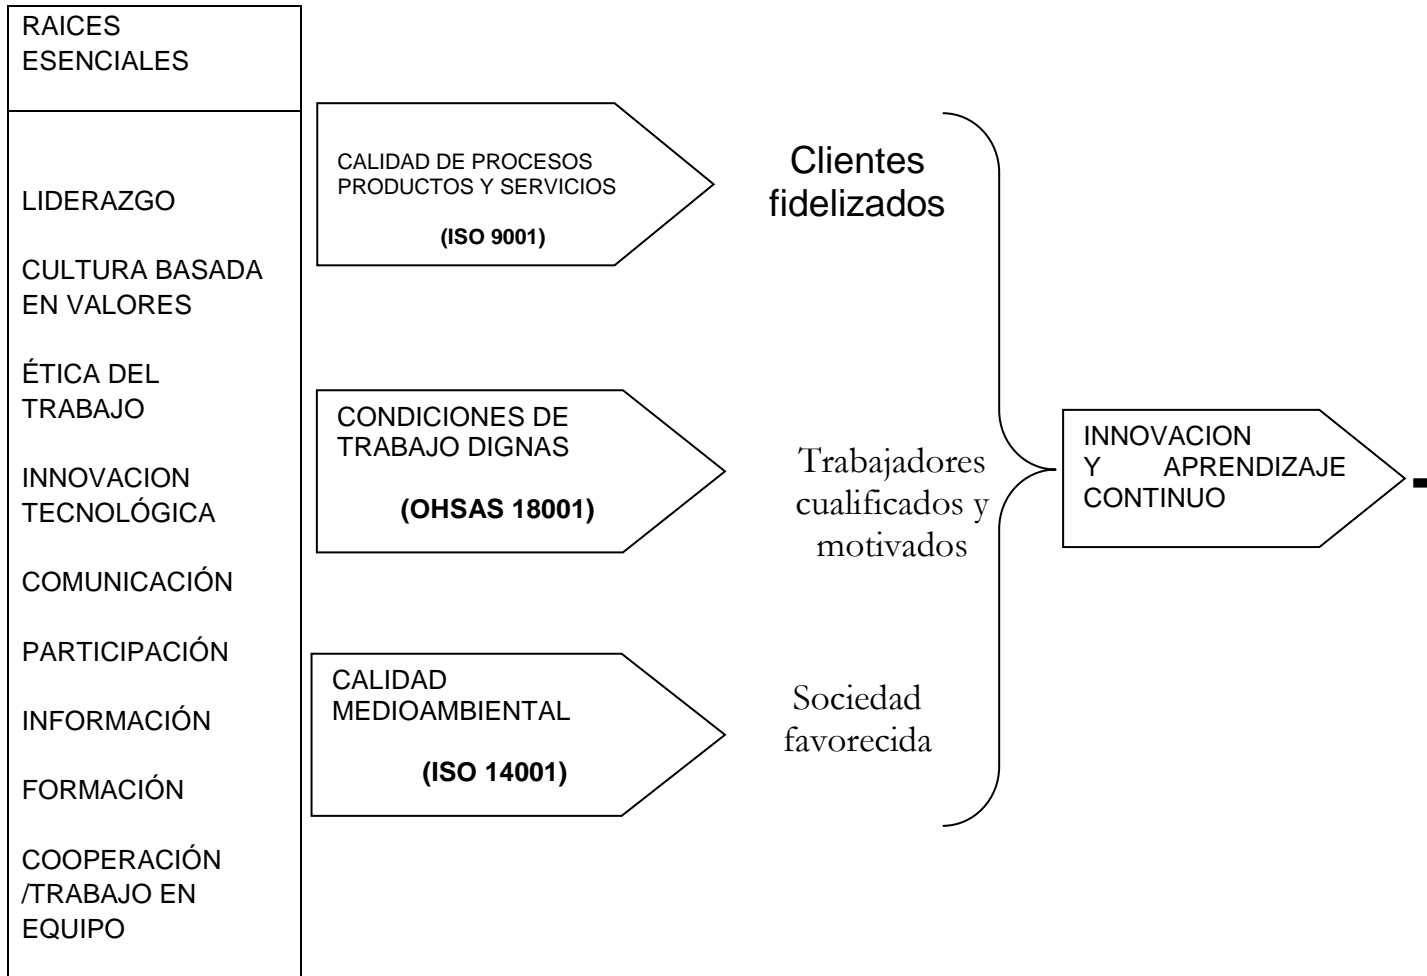 RAICES
ESENCIALES
LIDERAZGO
CULTURA BASADA
EN VALORES
ÉTICA DEL
TRABAJO
INNOVACION
TECNOLÓGICA
COMUNICACIÓN
PARTICIPACIÓN
INFORMACIÓN
FORMACIÓN
COOPERACIÓN
/TRABAJO EN
EQUIPO
CALIDAD DE PROCESOS
PRODUCTOS Y SERVICIOS
(ISO 9001)
Clientes
fidelizados
CONDICIONES DE
TRABAJO DIGNAS
(OHSAS 18001)
Trabajadores
cualificados y
motivados
CALIDAD
MEDIOAMBIENTAL
(ISO 14001)
Sociedad
favorecida
INNOVACION
Y APRENDIZAJE
CONTINUO